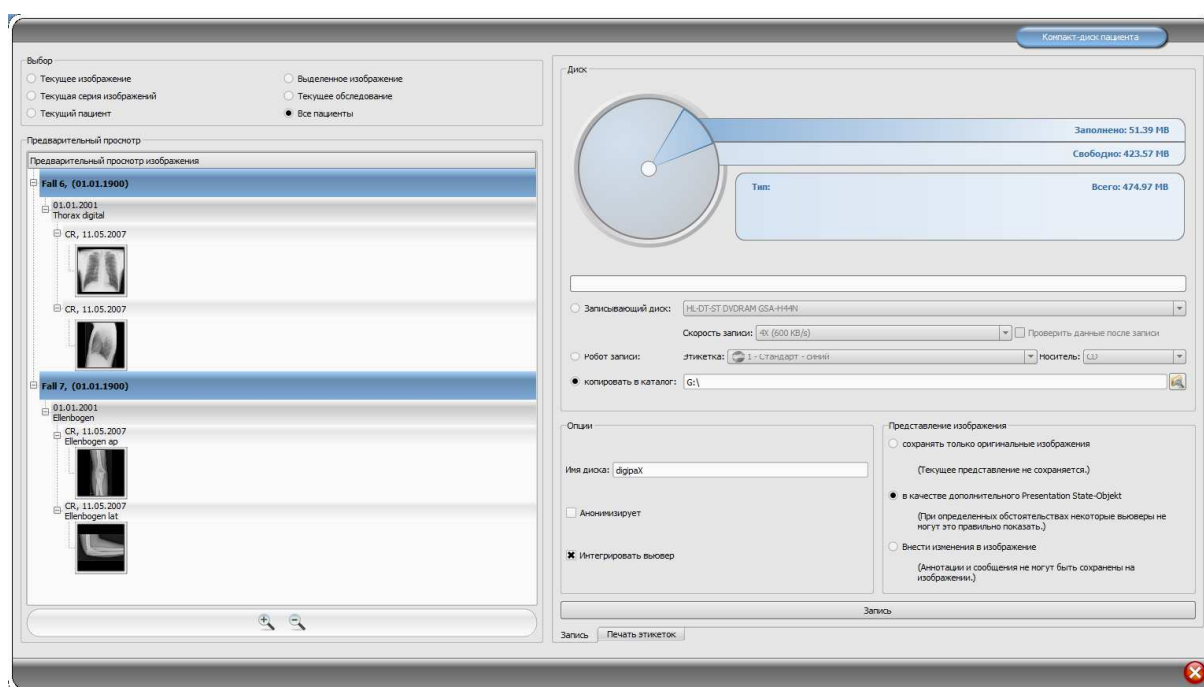 Компакт-диск пациента
Выбор
Текущее изображение
Выделенное изображение
Текущая серия изображений
Текущее обследование
Текущий пациент
Все пациенты
Предварительный просмотр
Предварительный просмотр изображения
Fall 6, (01.01.1900)
01.01.2001
Thorax digital
CR, 11.05.2007
CR, 11.05.2007
Fall 7, (01.01.1900)
01.01.2001
Ellenbogen
CR, 11.05.2007
Ellenbogen ap
CR, 11.05.2007
Ellenbogen lat
Диск
Заполнено: 51.39 MB
Свободно: 423.57 MB
Тип:
Всего: 474.97 MB
Записывающий диск: HL-DT-ST DVDRAM GSA-H44N
Скорость записи: 4X (600 KB/s)
Проверить данные после записи
Робот записи:
Этикетка: 1 - Стандарт - синий
Носитель: CD
копировать в каталог: G:\
Опции
Имя диска: digipaX
Анонимизирует
Интегрировать вьювер
Представление изображения
сохранять только оригинальные изображения
(Текущее представление не сохраняется.)
в качестве дополнительного Presentation State-Objekt
(При определенных обстоятельствах некоторые вьюверы не
могут это правильно показать.)
Внести изменения в изображение
(Аннотации и сообщения не могут быть сохранены на
изображении.)
Запись
Запись
Печать этикеток